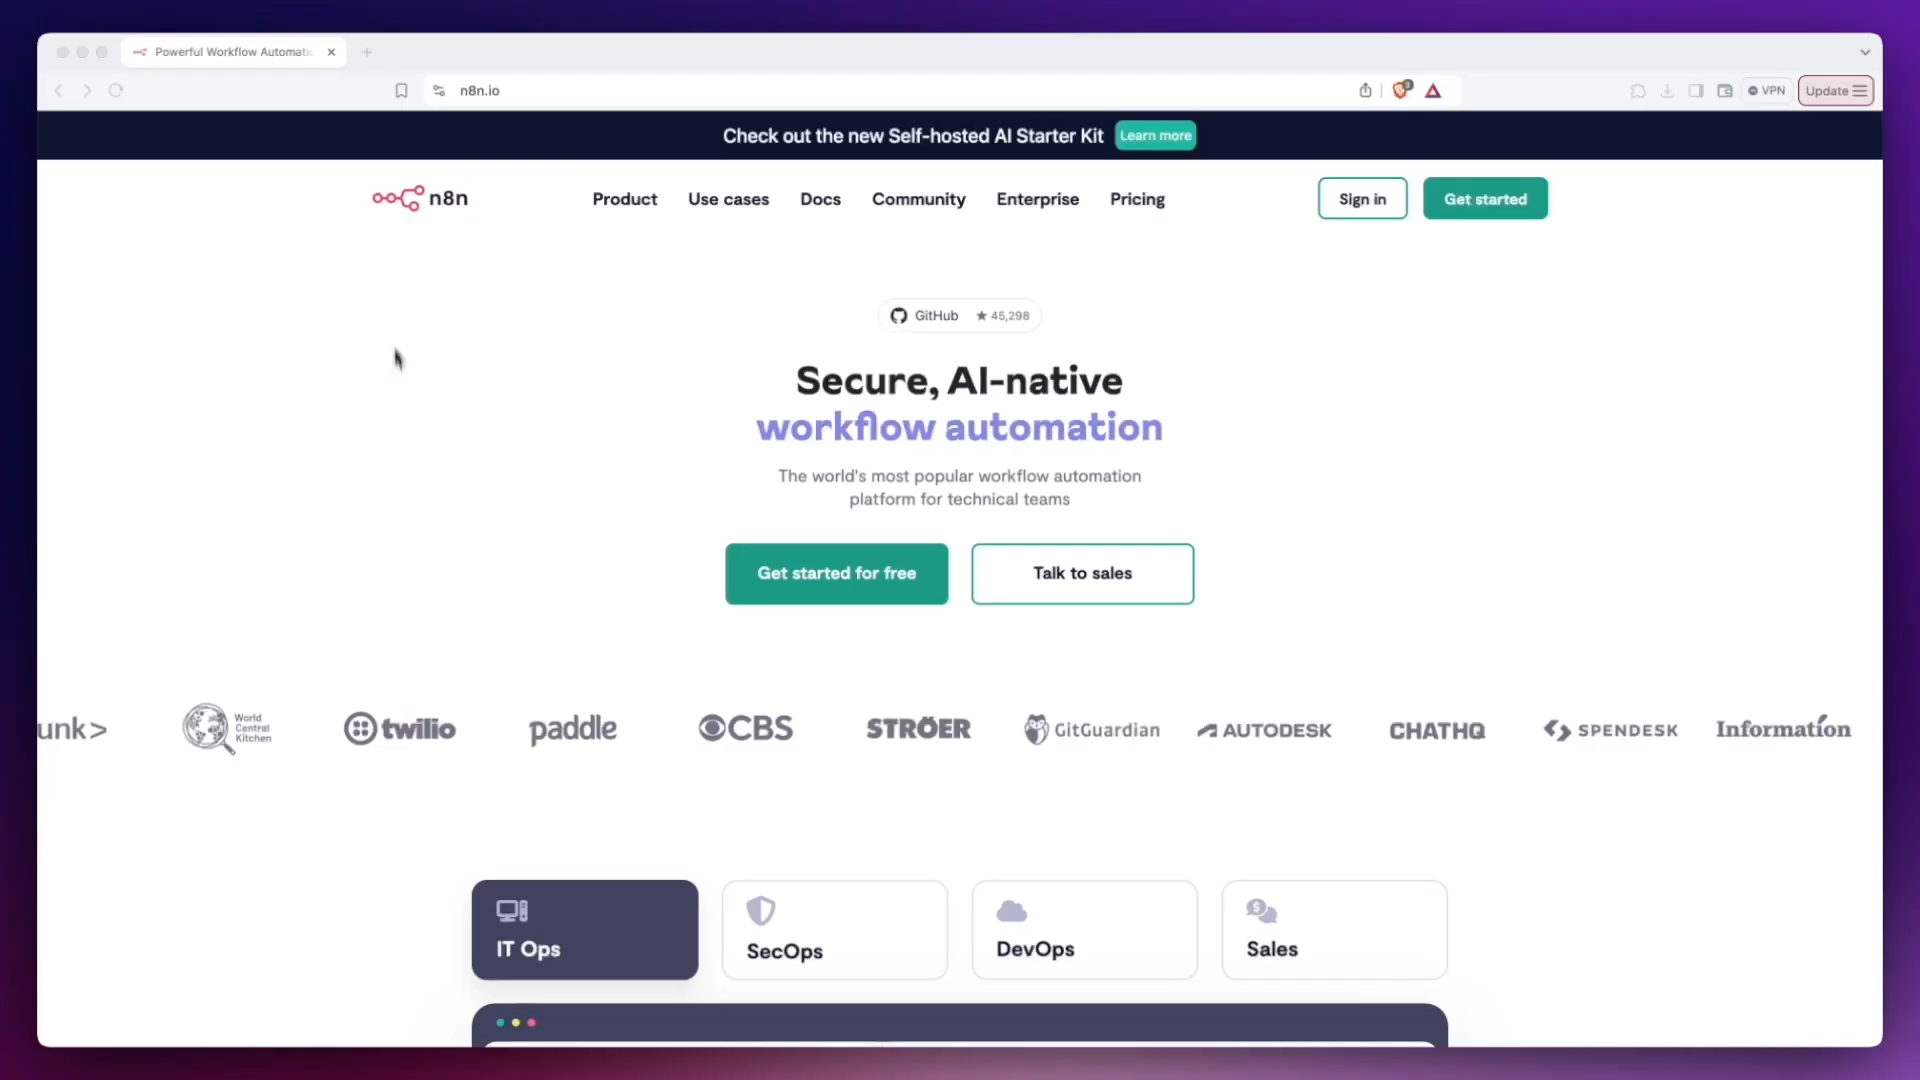 Powerful Workflow Automati
n8n.io
VPN
Update
Check out the new Self-hosted AI Starter Kit Learn more
n8n
Product Use cases Docs Community Enterprise Pricing
Sign in
Get started
GitHub 45,298
Secure, AI-native
workflow automation
The world's most popular workflow automation
platform for technical teams
Get started for free
Talk to sales
unk>
World
Central
Kitchen
twilio
paddle
CBS
STRÖER
GitGuardian
AUTODESK
CHATHQ
SPENDESK
Information
IT Ops
SecOps
DevOps
Sales